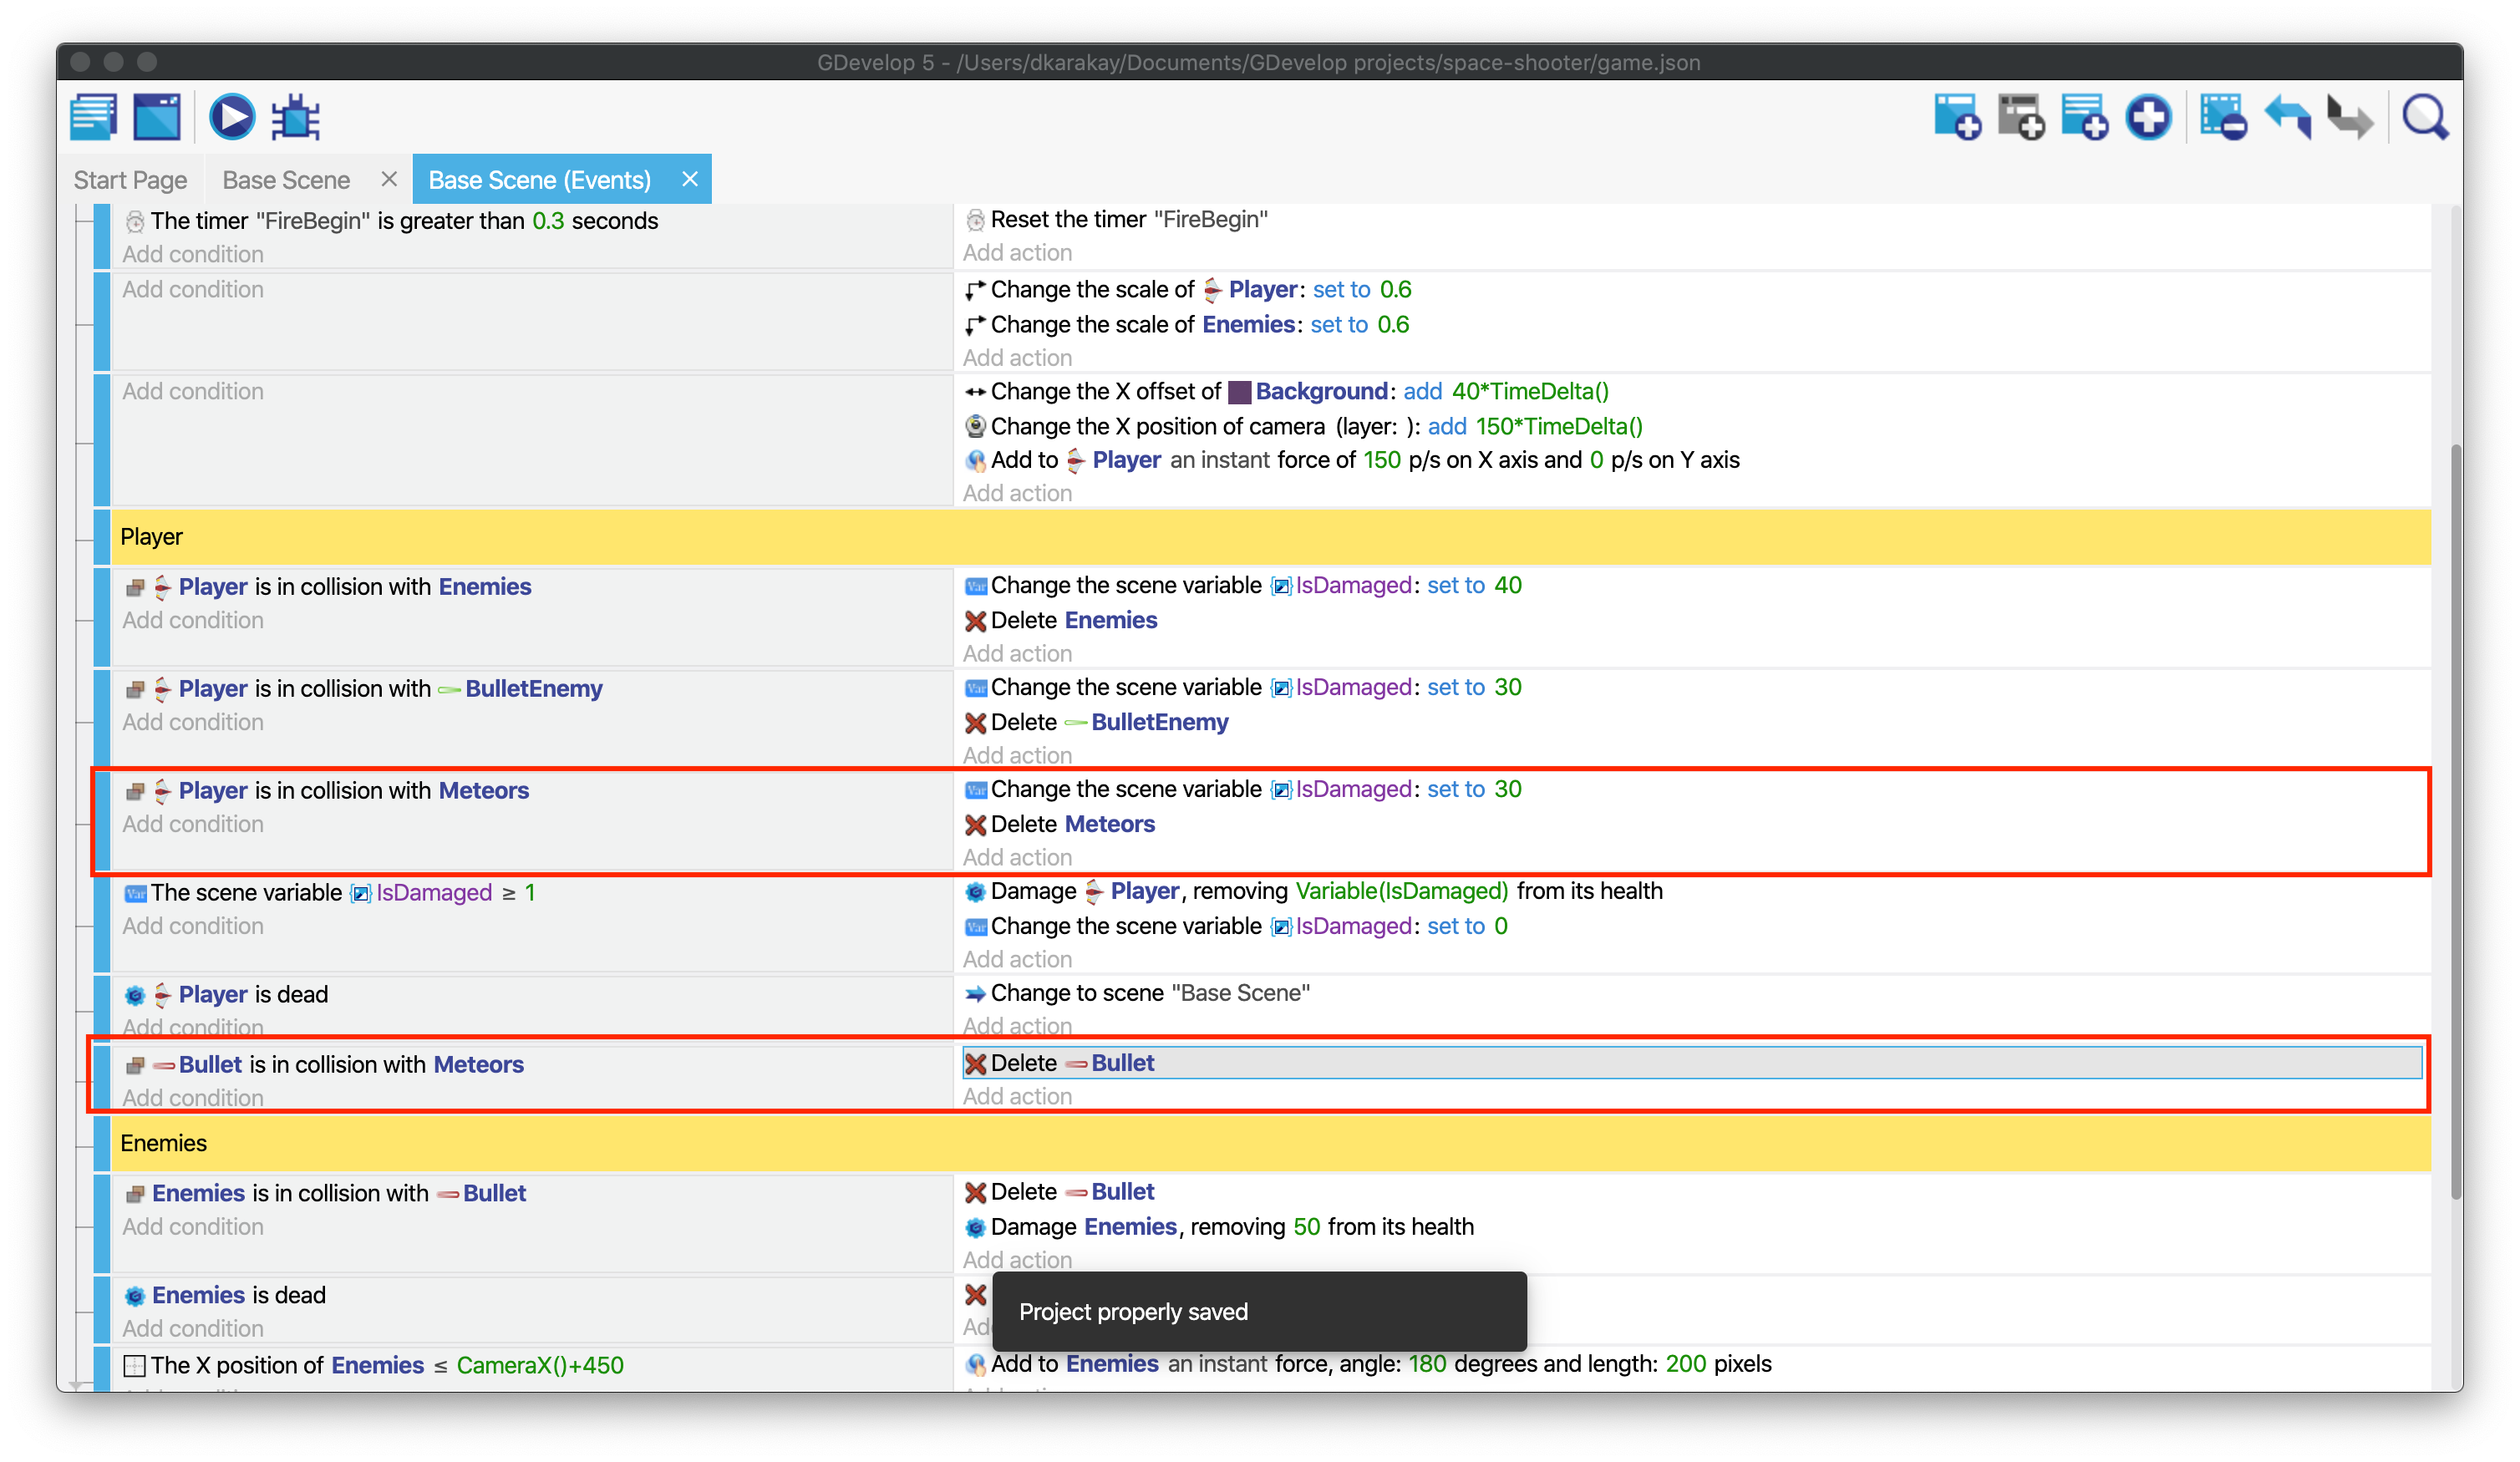 GDevelop 5 - /Users/dkarakay/Documents/GDevelop projects/space-shooter/game.json
Start Page
Base Scene
Base Scene (Events)
The timer "FireBegin" is greater than 0.3 seconds
Add condition
Reset the timer "FireBegin"
Add action
Add condition
Change the scale of Player: set to 0.6
Change the scale of Enemies: set to 0.6
Add action
Add condition
Change the X offset of Background: add 40*TimeDelta()
Change the X position of camera (layer: ): add 150*TimeDelta()
Add to Player an instant force of 150 p/s on X axis and 0 p/s on Y axis
Add action
Player
Player is in collision with Enemies
Add condition
Change the scene variable IsDamaged: set to 40
Delete Enemies
Add action
Player is in collision with BulletEnemy
Add condition
Change the scene variable IsDamaged: set to 30
Delete BulletEnemy
Add action
Player is in collision with Meteors
Add condition
Change the scene variable IsDamaged: set to 30
Delete Meteors
Add action
The scene variable IsDamaged ≥ 1
Add condition
Damage Player, removing Variable(IsDamaged) from its health
Change the scene variable IsDamaged: set to 0
Add action
Player is dead
Add condition
Change to scene "Base Scene"
Add action
Bullet is in collision with Meteors
Add condition
Delete Bullet
Add action
Enemies
Enemies is in collision with Bullet
Add condition
Delete Bullet
Damage Enemies, removing 50 from its health
Add action
Enemies is dead
Add condition
Project properly saved
The X position of Enemies ≤ CameraX()+450
Add to Enemies an instant force, angle: 180 degrees and length: 200 pixels